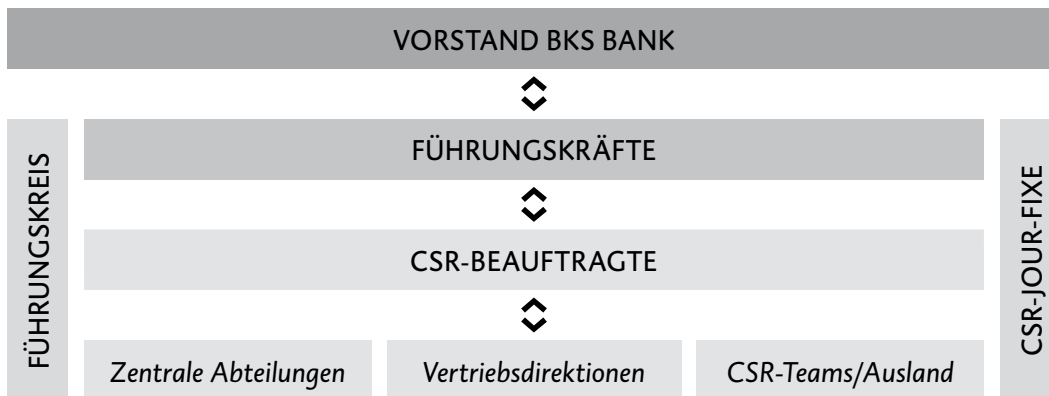 VORSTAND BKS BANK
FÜHRUNGSKREIS
FÜHRUNGSKRÄFTE
CSR-BEAUFTRAGTE
Zentrale Abteilungen
Vertriebsdirektionen
CSR-Teams/Ausland
CSR-JOUR-FIXE